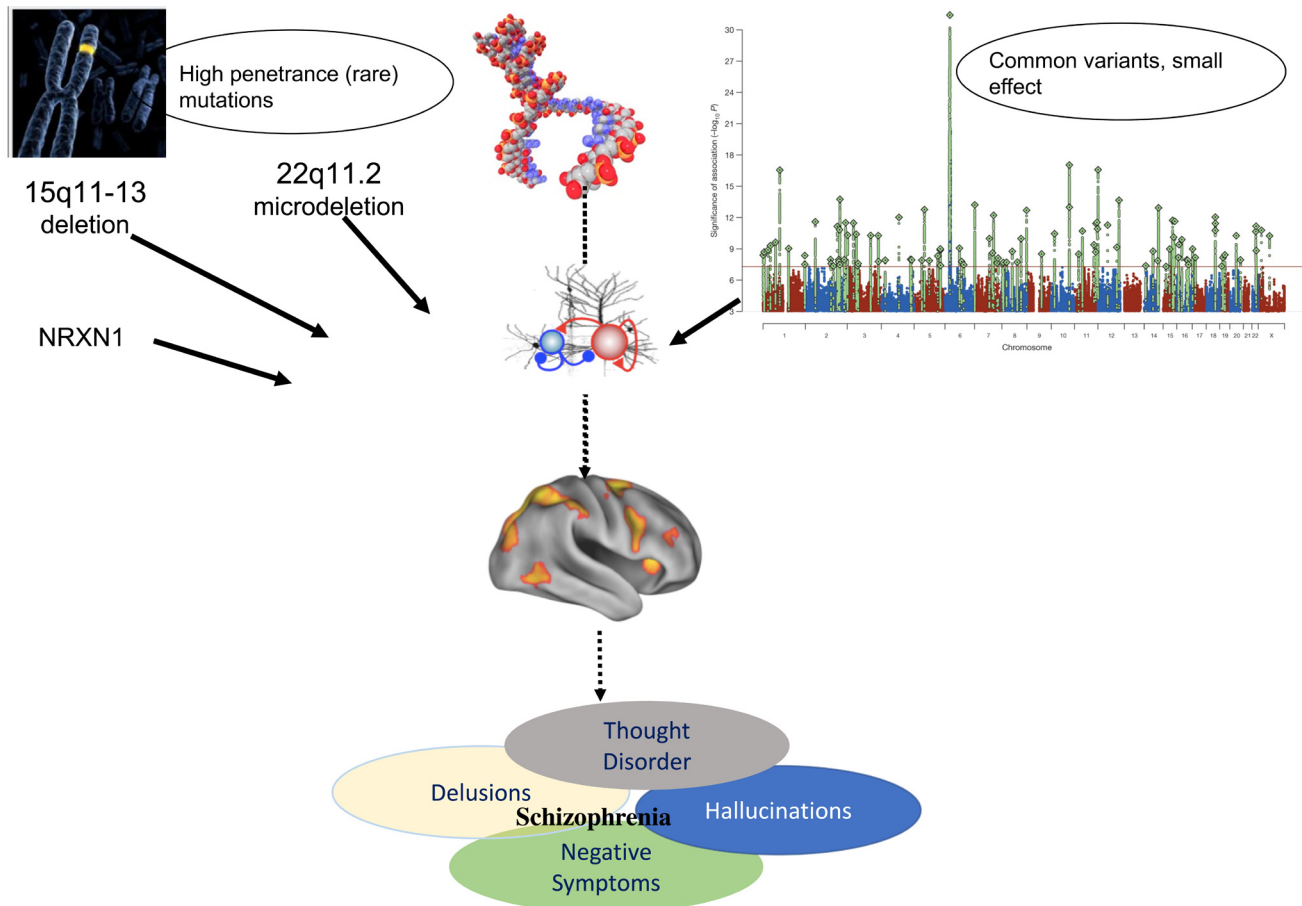 High penetrance (rare)
mutations
15q11-13
deletion
22q11.2
microdeletion
NRXN1
Common variants, small
effect
Significance of association (–log₁₀ P)
30
27
24
21
18
15
12
9
6
3
1 2 3 4 5 6 7 8 9 10 11 12 13 14 15 16 17 18 19 20 21 22 X
Chromosome
Thought
Disorder
Delusions
Hallucinations
Schizophrenia
Negative
Symptoms